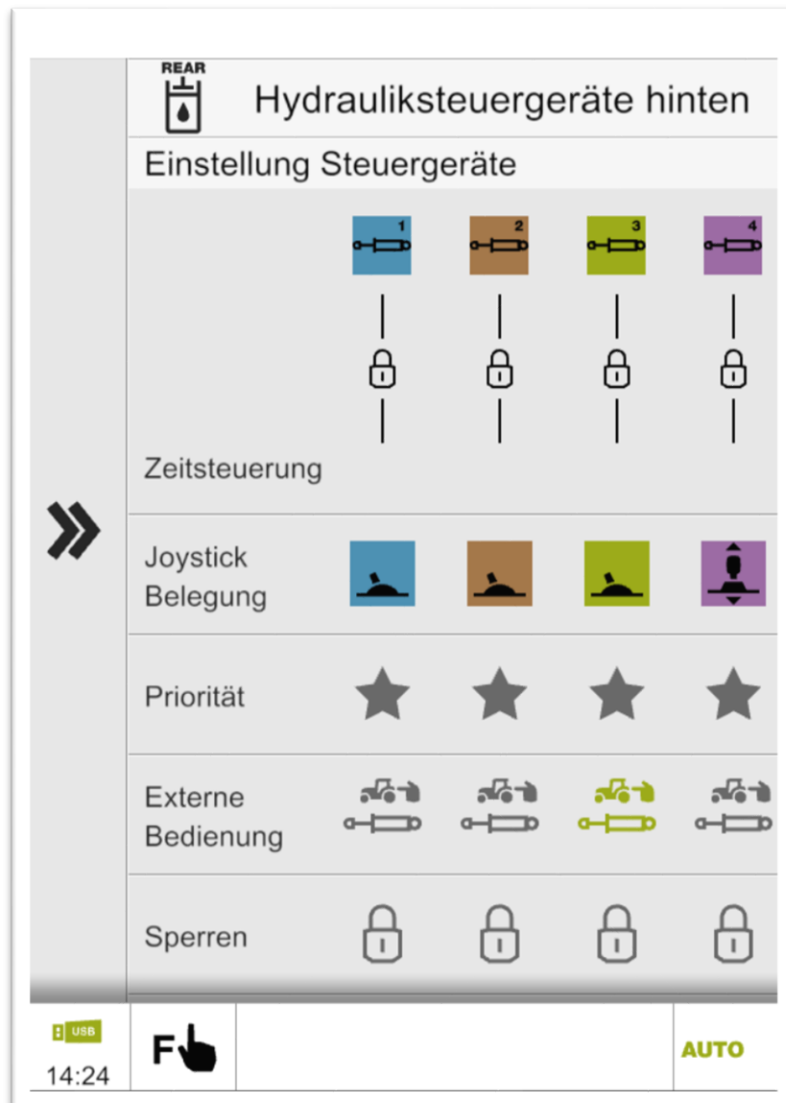 REAR
Hydrauliksteuergeräte hinten
Einstellung Steuergeräte
1 2 3 4
Zeitsteuerung
Joystick
Belegung
Priorität
Externe
Bedienung
Sperren
USB
14:24
F
AUTO